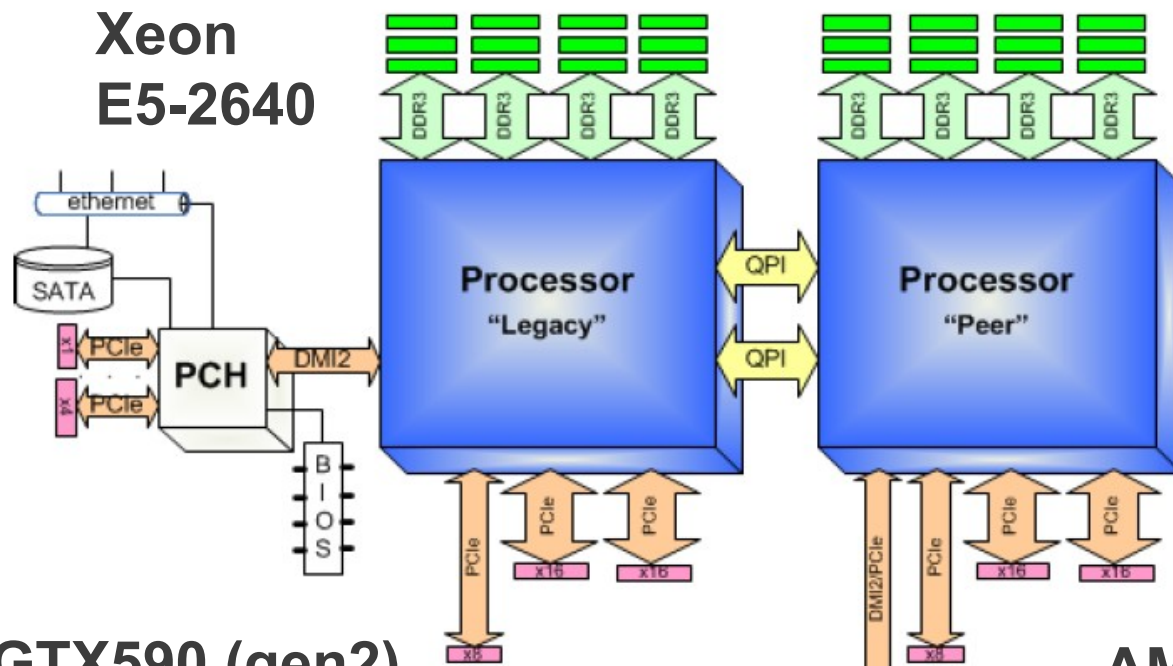 Xeon
E5-2640
DDR3
DDR3
DDR3
DDR3
DDR3
DDR3
DDR3
DDR3
ethernet
SATA
Processor
"Legacy"
QPI
QPI
Processor
"Peer"
x1
PCIe
x4
PCIe
PCH
DMI2
BIOS
PCIe
PCIe
PCIe
DMI2/PCIe
PCIe
PCIe
PCIe
x16
x16
x16
x16
x8
x8
GTX590 (gen2)
AM